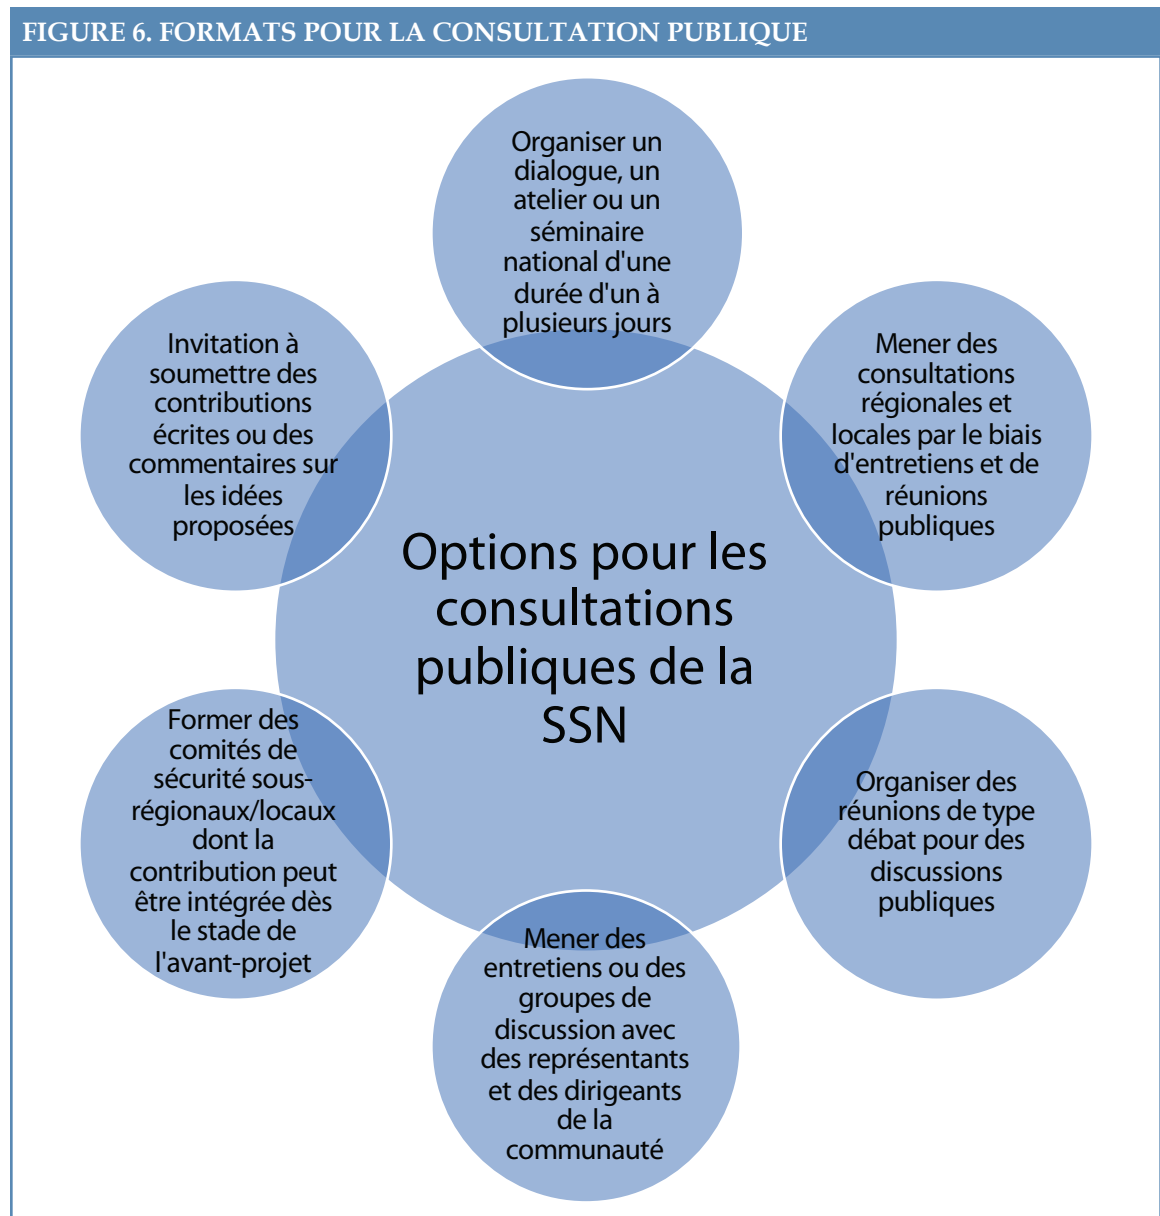 FIGURE 6. FORMATS POUR LA CONSULTATION PUBLIQUE
Organiser un
dialogue, un
atelier ou un
séminaire
national d'une
durée d'un à
plusieurs jours
Mener des
consultations
régionales et
locales par le biais
d'entretiens et de
réunions
publiques
Organiser des
réunions de type
débat pour des
discussions
publiques
Mener des
entretiens ou des
groupes de
discussion avec
des représentants
et des dirigeants
de la
communauté
Former des
comités de
sécurité sous-
régionaux/locaux
dont la
contribution peut
être intégrée dès
le stade de
l'avant-projet
Invitation à
soumettre des
contributions
écrites ou des
commentaires sur
les idées
proposées
Options pour les
consultations
publiques de la
SSN